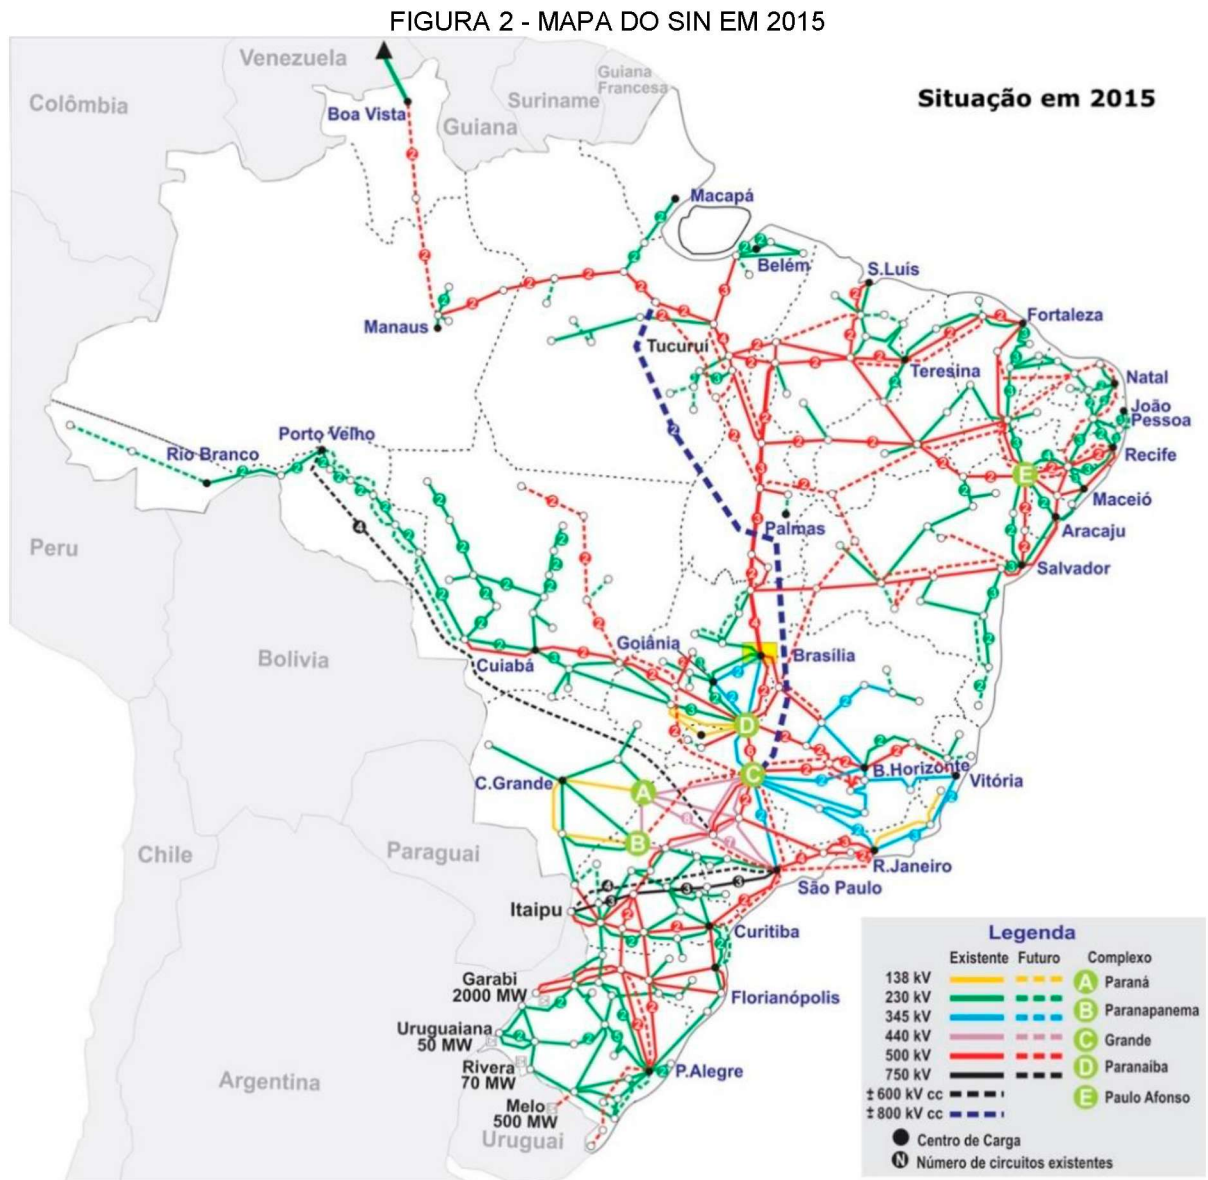 FIGURA 2 - MAPA DO SIN EM 2015
Situação em 2015
Venezuela
Colômbia
Guiana
Francesa
Suriname
Guiana
Boa Vista
Macapá
Belém
S.Luís
Fortaleza
Manaus
Tucuruí
Teresina
Natal
João
Pessoa
Porto Velho
Rio Branco
Recife
E
Maceió
Palmas
Aracaju
Peru
Salvador
Bolivia
Goiânia
Brasília
Cuiabá
D
C
B.Horizonte
Vitória
C.Grande
A
B
Chile
Paraguai
R.Janeiro
São Paulo
Itaipu
Curitiba
Garabi
2000 MW
Florianópolis
Uruguaiana
50 MW
Rivera
70 MW
P.Alegre
Argentina
Melo
500 MW
Uruguai
Legenda
Existente Futuro Complexo
138 kV A Paraná
230 kV
345 kV B Paranapanema
440 kV C Grande
500 kV D Paranaíba
750 kV
±600 kV cc E Paulo Afonso
±800 kV cc
Centro de Carga
N Número de circuitos existentes